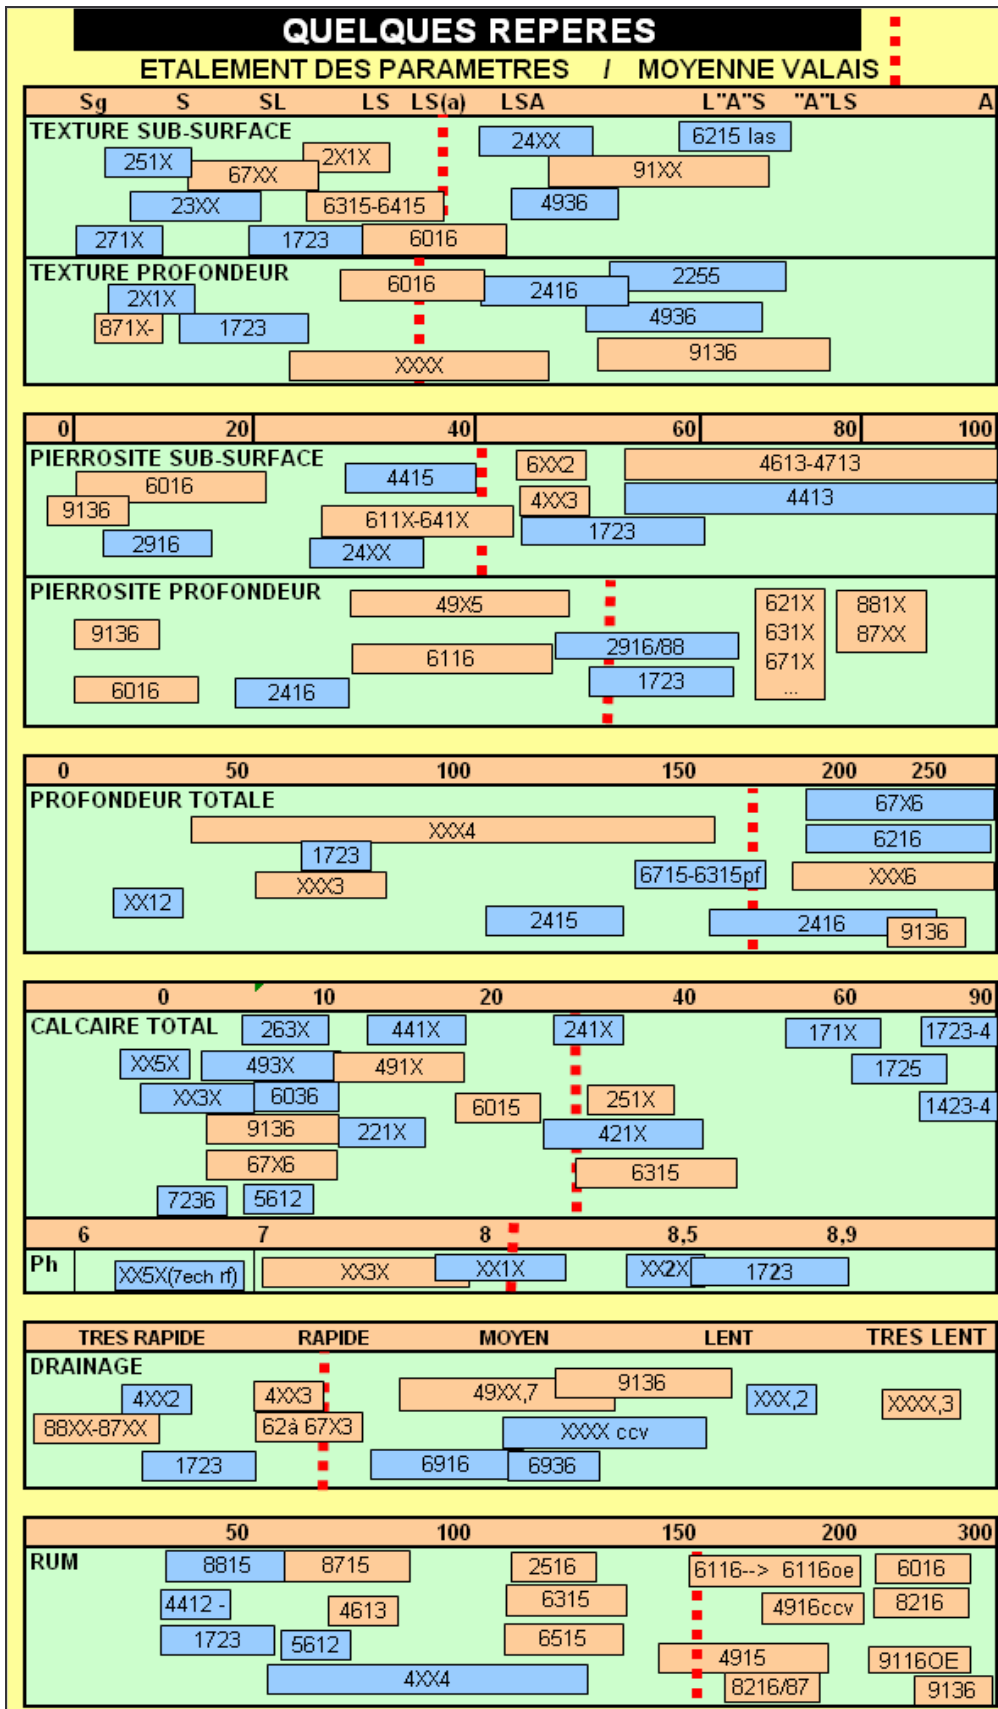 QUELQUES REPERES
ETALEMENT DES PARAMETRES / MOYENNE VALAIS
Sg S SL LS LS(a) LSA L"A"S "A"LS A
TEXTURE SUB-SURFACE
24XX 6215 las
251X 67XX 2X1X 91XX
23XX 6315-6415 4936
271X 1723 6016
TEXTURE PROFONDEUR
6016 2255
2X1X 2416
871X- 1723 4936
XXXX 9136
0 20 40 60 80 100
PIERROSITE SUB-SURFACE
6016 4415 6XX2 4613-4713
9136 4XX3 4413
2916 611X-641X 1723
24XX
PIERROSITE PROFONDEUR
49X5 621X 881X
9136 2916/88 631X 87XX
6116 671X
6016 2416 1723 ...
0 50 100 150 200 250
PROFONDEUR TOTALE
67X6
XXX4 6216
1723
XXX3 6715-6315pf XXX6
XX12
2415 2416 9136
0 10 20 40 60 90
CALCAIRE TOTAL
263X 441X 241X 171X 1723-4
XX5X 493X 491X 1725
XX3X 6036 6015 251X 1423-4
9136 221X 421X
67X6 6315
7236 5612
6 7 8 8,5 8,9
Ph
XX5X(7ech rf) XX3X XX1X XX2X 1723
TRES RAPIDE RAPIDE MOYEN LENT TRES LENT
DRAINAGE
4XX2 4XX3 49XX,7 9136 XXX,2 XXXX,3
88XX-87XX 62à 67X3 XXXX ccv
1723 6916 6936
50 100 150 200 300
RUM
8815 8715 2516 6116--> 6116oe 6016
4412 - 4613 6315 4916ccv 8216
1723 5612 6515
4XX4 4915 9116OE
8216/87 9136